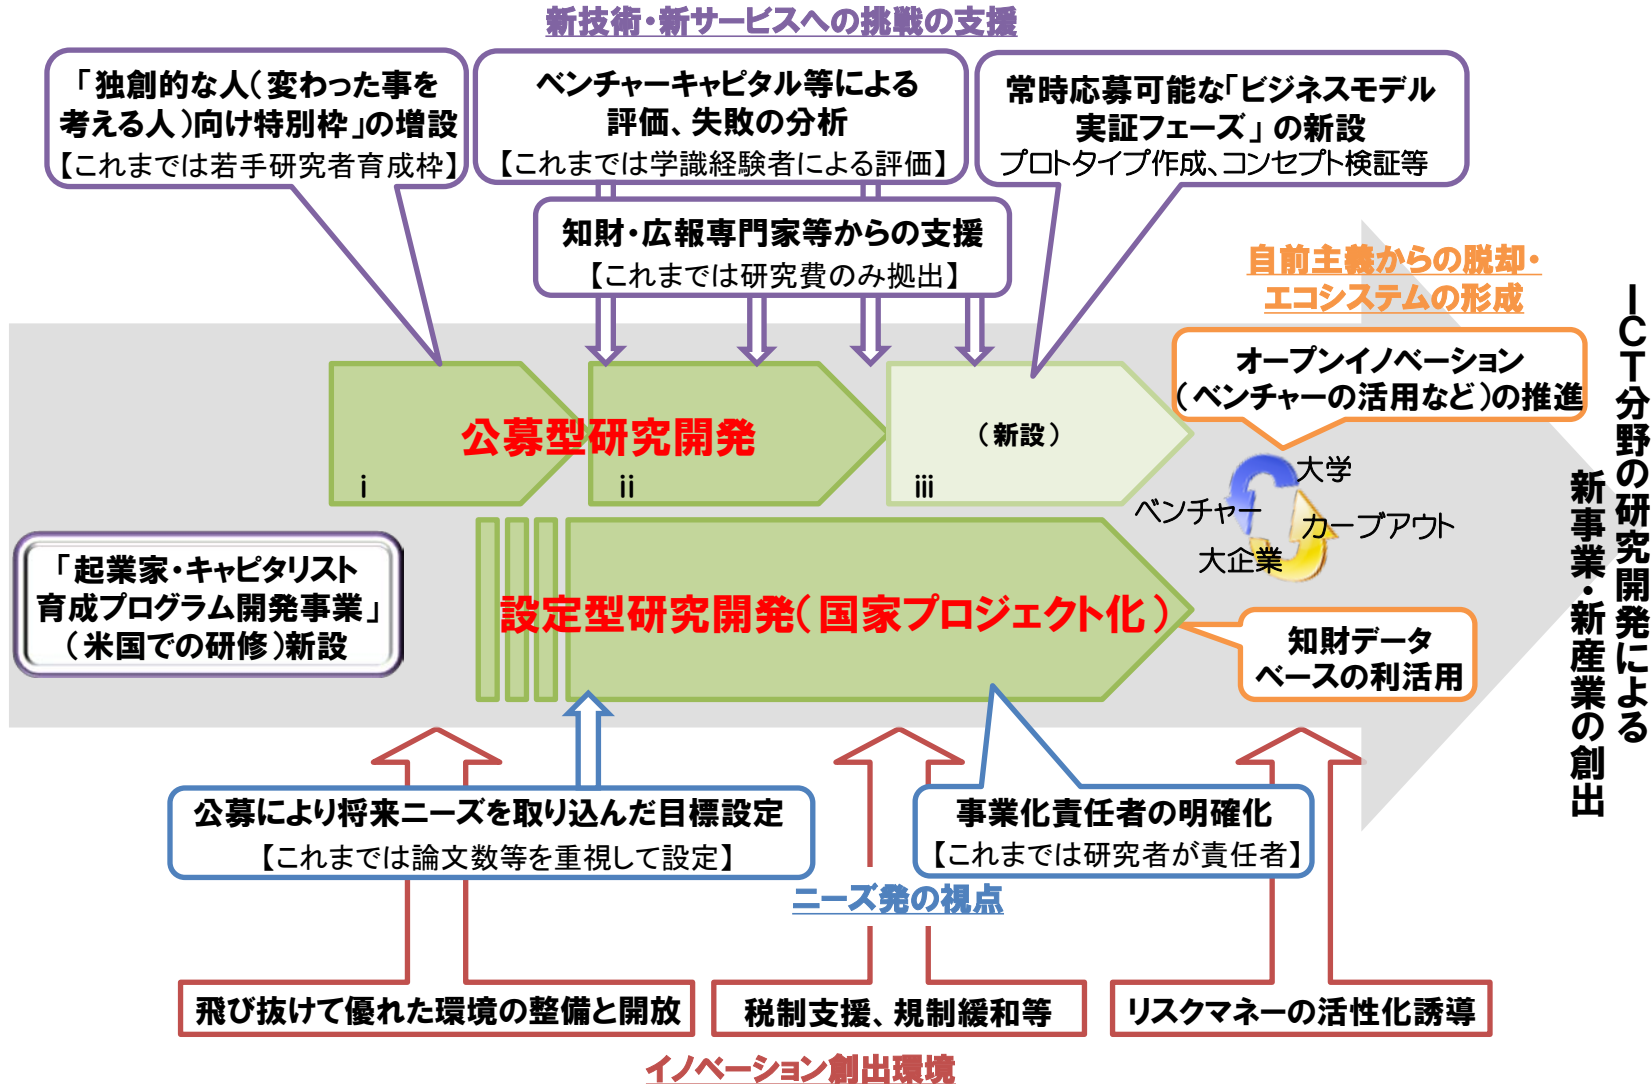 新技術・新サービスへの挑戦の支援
「独創的な人(変わった事を
考える人)向け特別枠」の増設
【これまでは若手研究者育成枠】
ベンチャーキャピタル等による
評価、失敗の分析
【これまでは学識経験者による評価】
常時応募可能な「ビジネスモデル
実証フェーズ」の新設
プロトタイプ作成、コンセプト検証等
知財・広報専門家等からの支援
【これまでは研究費のみ拠出】
自前主義からの脱却・
エコシステムの形成
オープンイノベーション
(ベンチャーの活用など)の推進
公募型研究開発
(新設)
i
ii
iii
大学
ベンチャー
カーブアウト
大企業
「起業家・キャピタリスト
育成プログラム開発事業」
(米国での研修)新設
設定型研究開発(国家プロジェクト化)
知財データ
ベースの利活用
ICT分野の研究開発による
新事業・新産業の創出
公募により将来ニーズを取り込んだ目標設定
【これまでは論文数等を重視して設定】
事業化責任者の明確化
【これまでは研究者が責任者】
ニーズ発の視点
飛び抜けて優れた環境の整備と開放
税制支援、規制緩和等
リスクマネーの活性化誘導
イノベーション創出環境